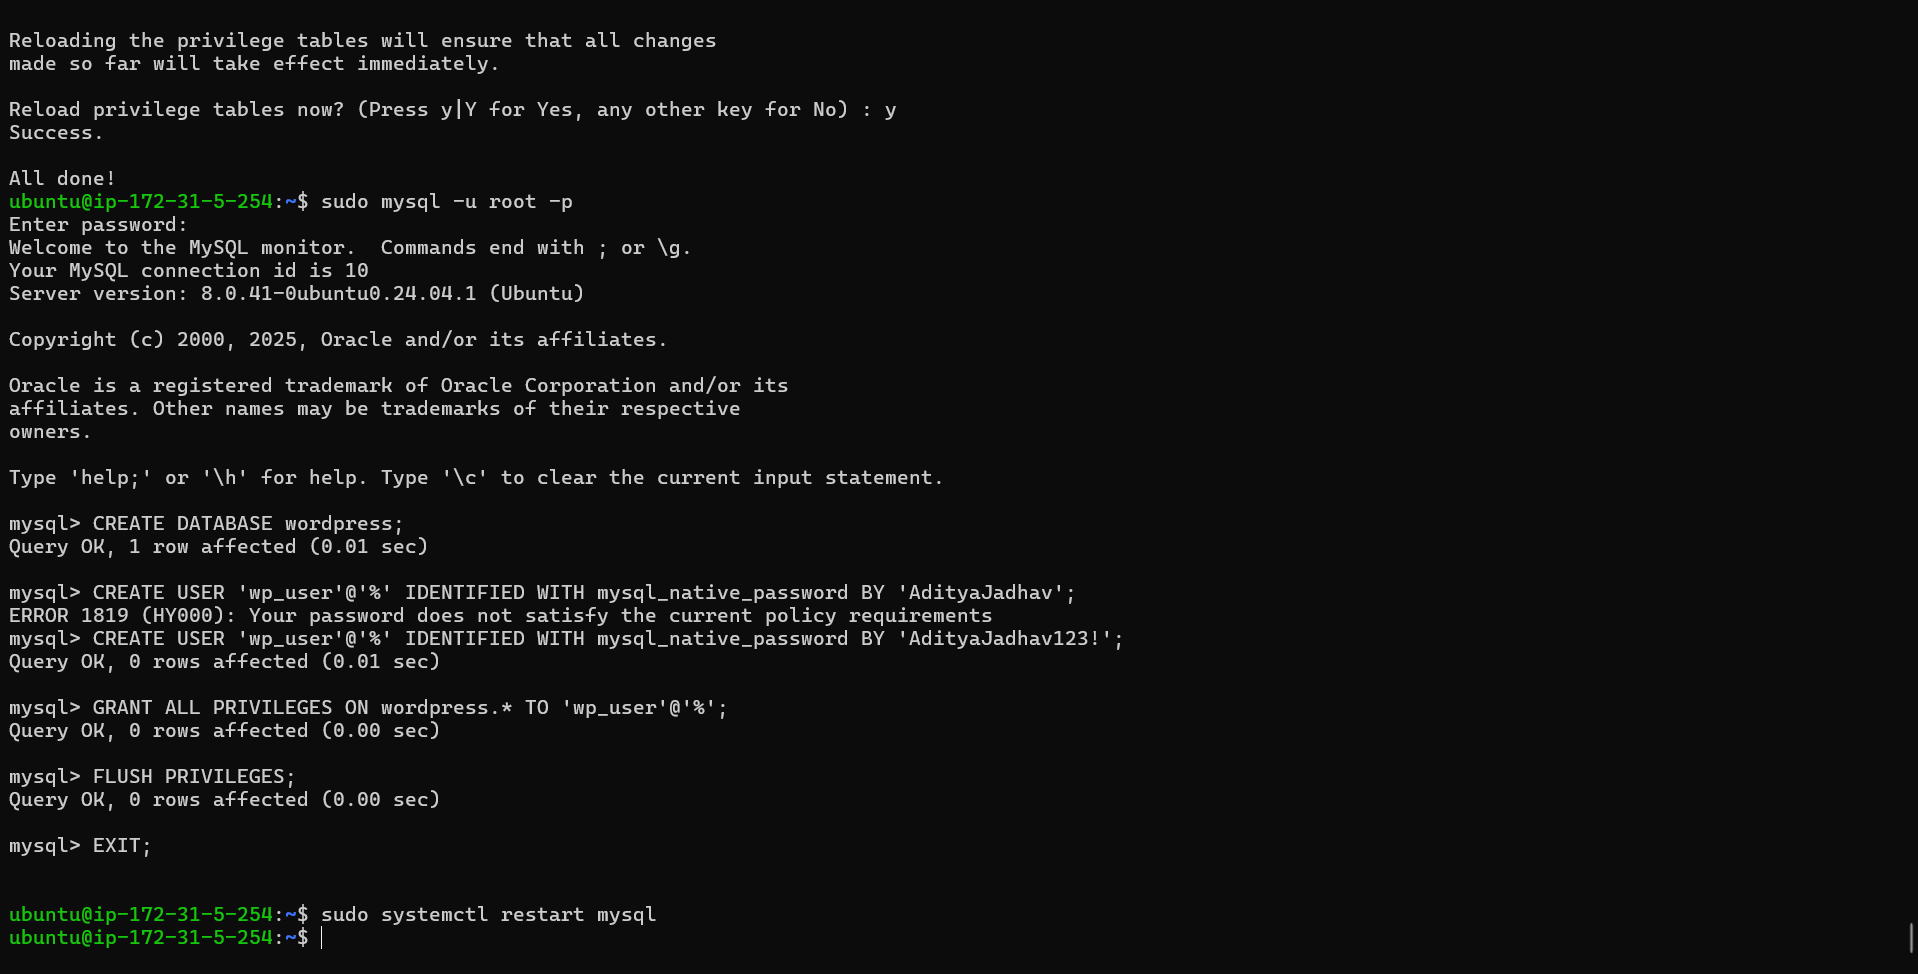 Reloading the privilege tables will ensure that all changes
made so far will take effect immediately.
Reload privilege tables now? (Press y|Y for Yes, any other key for No) : y
Success.
All done!
ubuntu@ip-172-31-5-254:~$ sudo mysql -u root -p
Enter password:
Welcome to the MySQL monitor.  Commands end with ; or \g.
Your MySQL connection id is 10
Server version: 8.0.41-0ubuntu0.24.04.1 (Ubuntu)
Copyright (c) 2000, 2025, Oracle and/or its affiliates.
Oracle is a registered trademark of Oracle Corporation and/or its
affiliates. Other names may be trademarks of their respective
owners.
Type 'help;' or '\h' for help. Type '\c' to clear the current input statement.
mysql> CREATE DATABASE wordpress;
Query OK, 1 row affected (0.01 sec)
mysql> CREATE USER 'wp_user'@'%' IDENTIFIED WITH mysql_native_password BY 'AdityaJadhav';
ERROR 1819 (HY000): Your password does not satisfy the current policy requirements
mysql> CREATE USER 'wp_user'@'%' IDENTIFIED WITH mysql_native_password BY 'AdityaJadhav123!';
Query OK, 0 rows affected (0.01 sec)
mysql> GRANT ALL PRIVILEGES ON wordpress.* TO 'wp_user'@'%';
Query OK, 0 rows affected (0.00 sec)
mysql> FLUSH PRIVILEGES;
Query OK, 0 rows affected (0.00 sec)
mysql> EXIT;
ubuntu@ip-172-31-5-254:~$ sudo systemctl restart mysql
ubuntu@ip-172-31-5-254:~$